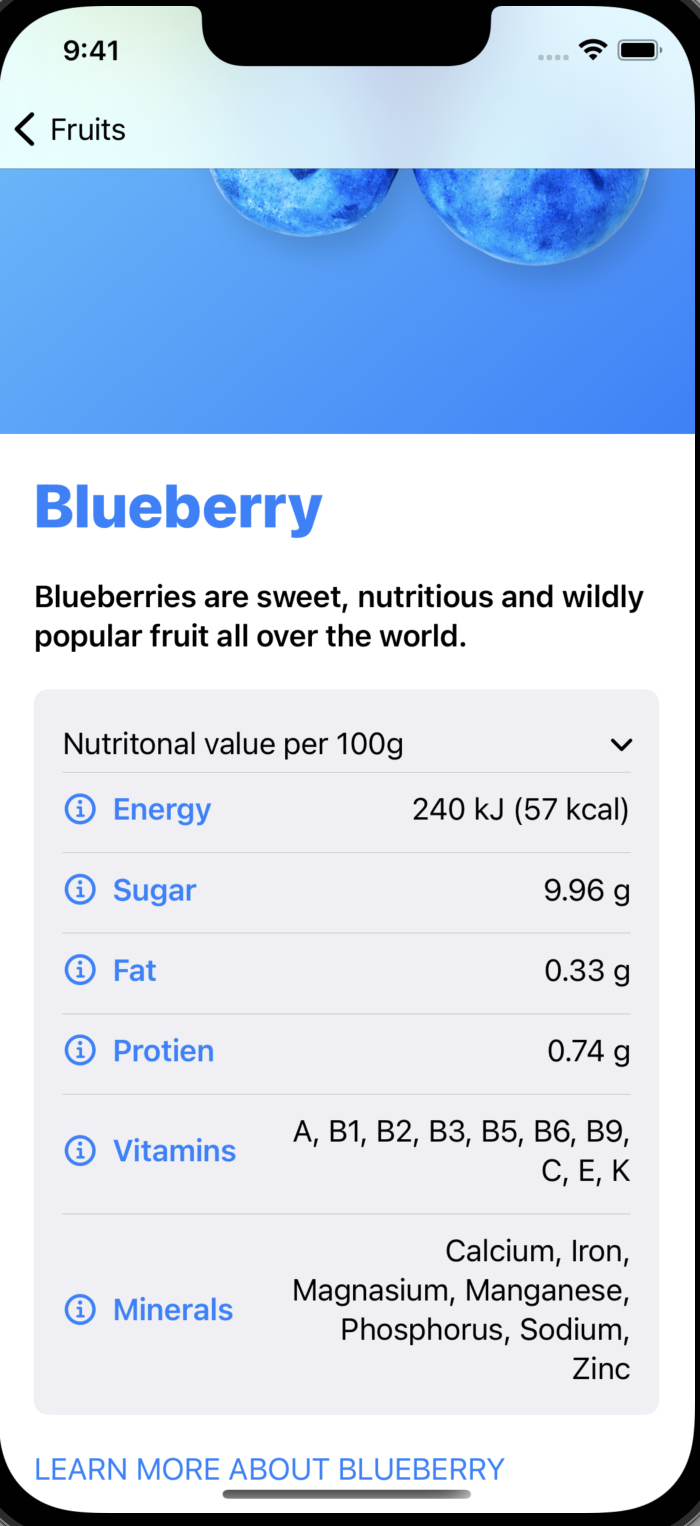 9:41
Fruits
Blueberry
Blueberries are sweet, nutritious and wildly
popular fruit all over the world.
Nutritonal value per 100g
Energy 240 kJ (57 kcal)
Sugar 9.96 g
Fat 0.33 g
Protien 0.74 g
Vitamins A, B1, B2, B3, B5, B6, B9,
C, E, K
Minerals Calcium, Iron,
Magnasium, Manganese,
Phosphorus, Sodium,
Zinc
LEARN MORE ABOUT BLUEBERRY